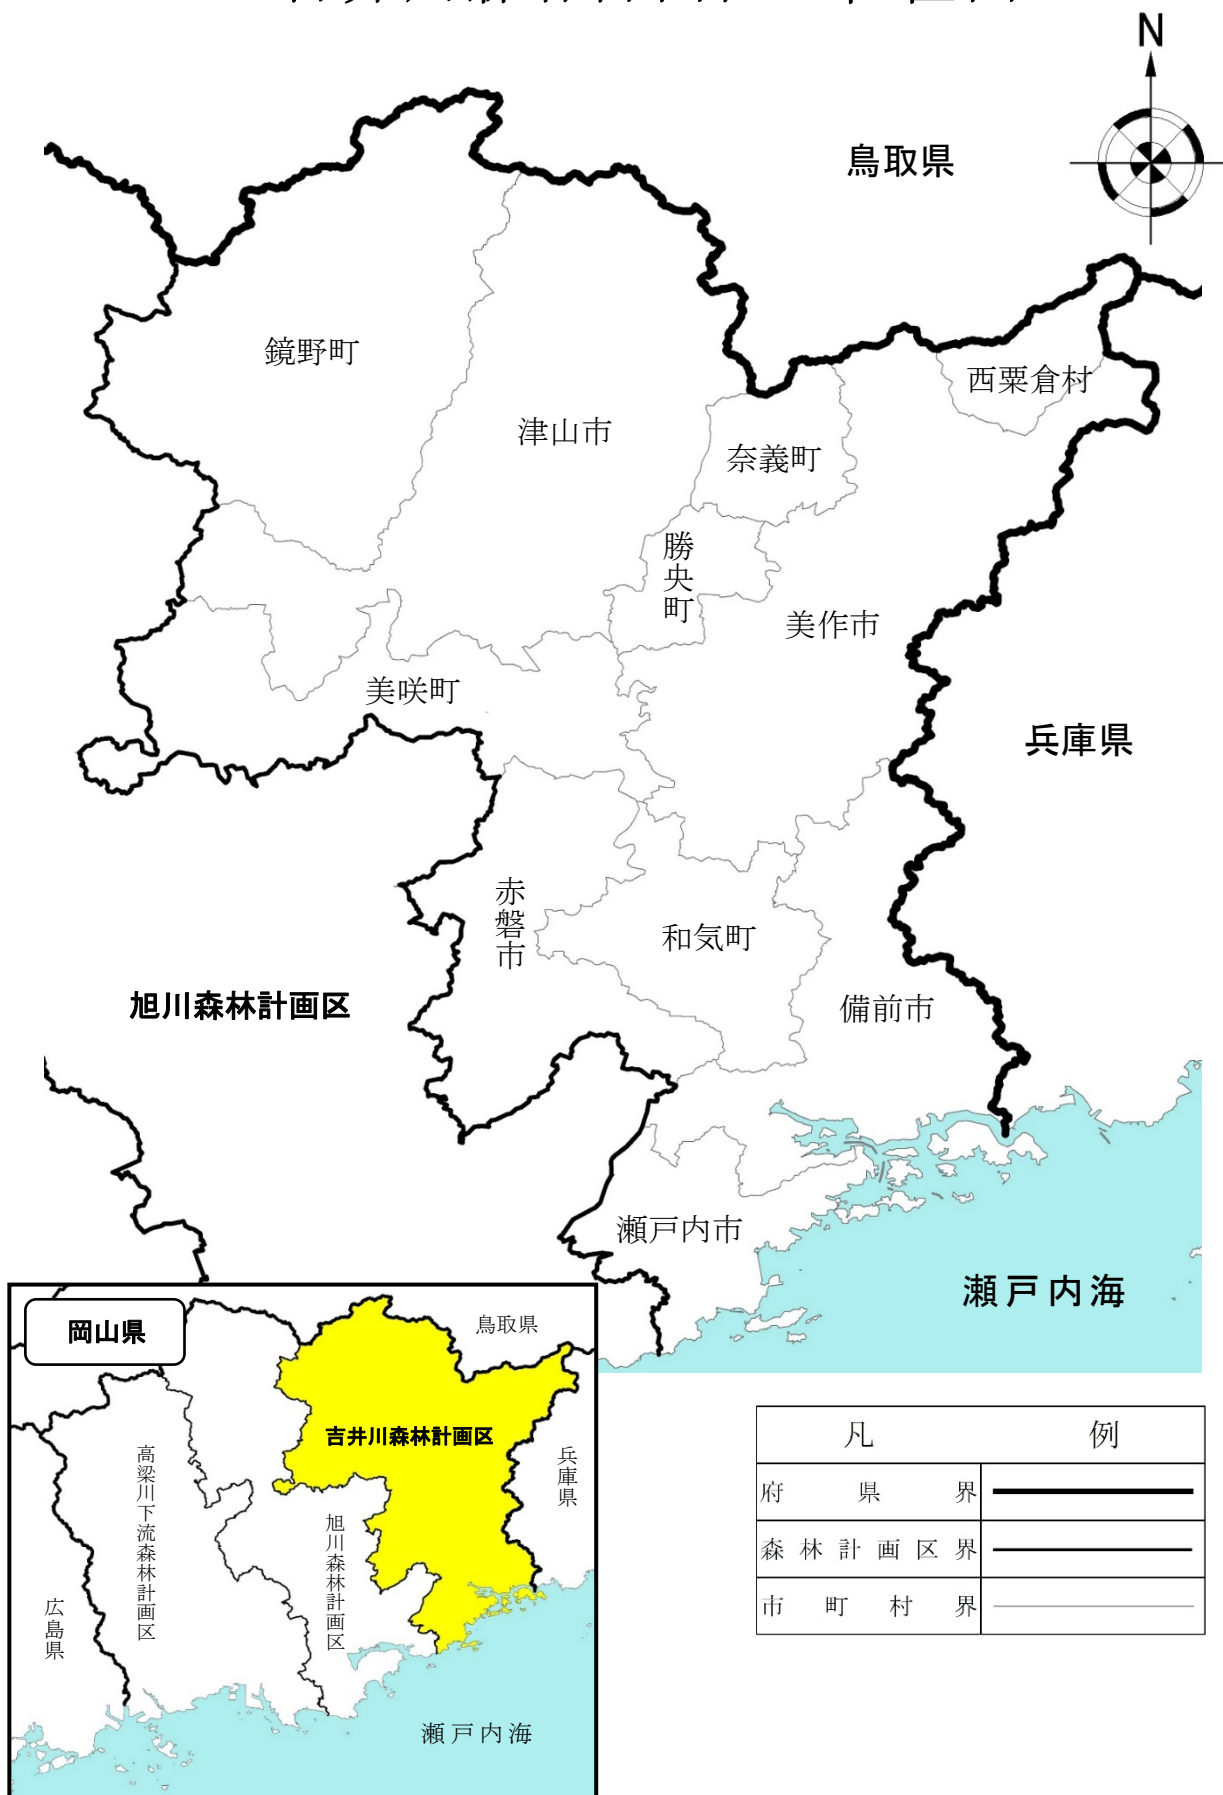 N
鳥取県
鏡野町
西粟倉村
津山市
奈義町
勝央町
美作市
美咲町
兵庫県
赤磐市
和気町
旭川森林計画区
備前市
瀬戸内市
瀬戸内海
岡山県
鳥取県
吉井川森林計画区
兵庫県
高梁川下流森林計画区
旭川森林計画区
広島県
瀬戸内海
凡例
府県界
森林計画区界
市町村界